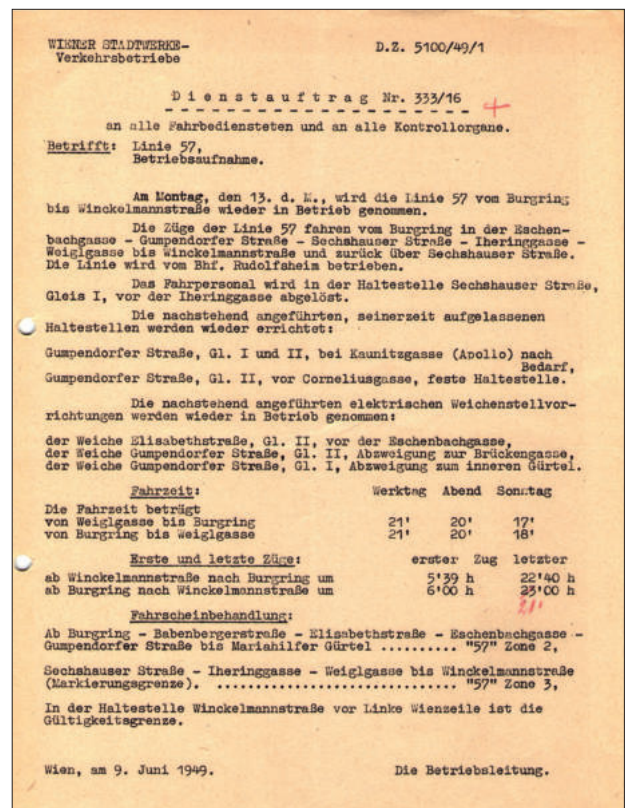 WIENER STADTWERKE-
Verkehrsbetriebe
D.Z. 5100/49/1
Dienstauftrag Nr. 333/16
an alle Fahrbediensteten und an alle Kontrollorgane.
Betrifft: Linie 57,
Betriebsaufnahme.
Am Montag, den 13. d. M., wird die Linie 57 vom Burgring
bis Winckelmannstraße wieder in Betrieb genommen.
Die Züge der Linie 57 fahren vom Burgring in der Eschen-
bachgasse - Gumpendorfer Straße - Sechshauser Straße - Iheringgasse -
Weiglgasse bis Winckelmannstraße und zurück über Sechshauser Straße.
Die Linie wird vom Bhf. Rudolfsheim betrieben.
Das Fahrpersonal wird in der Haltestelle Sechshauser Straße,
Gleis I, vor der Iheringgasse abgelöst.
Die nachstehend angeführten, seinerzeit aufgelassenen
Haltestellen werden wieder errichtet:
Gumpendorfer Straße, Gl. I und II, bei Kaunitzgasse (Apollo) nach
Bedarf,
Gumpendorfer Straße, Gl. II, vor Corneliusgasse, feste Haltestelle.
Die nachstehend angeführten elektrischen Weichenstellvor-
richtungen werden wieder in Betrieb genommen:
der Weiche Elisabethstraße, Gl. II, vor der Eschenbachgasse,
der Weiche Gumpendorfer Straße, Gl. II, Abzweigung zur Brückengasse,
der Weiche Gumpendorfer Straße, Gl. I, Abzweigung zum inneren Gürtel.
Fahrzeit: Werktag Abend Sonntag
Die Fahrzeit beträgt
von Weiglgasse bis Burgring 21' 20' 17'
von Burgring bis Weiglgasse 21' 20' 18'
Erste und letzte Züge: erster Zug letzter
ab Winckelmannstraße nach Burgring um 5'39 h 22'40 h
ab Burgring nach Winckelmannstraße um 6'00 h 23'00 h
Fahrscheinbehandlung:
Ab Burgring - Babenbergerstraße - Elisabethstraße - Eschenbachgasse -
Gumpendorfer Straße bis Mariahilfer Gürtel .......... "57" Zone 2,
Sechshauser Straße - Iheringgasse - Weiglgasse bis Winckelmannstraße
(Markierungsgrenze). ............................. "57" Zone 3,
In der Haltestelle Winckelmannstraße vor Linke Wienzeile ist die
Gültigkeitsgrenze.
Wien, am 9. Juni 1949. Die Betriebsleitung.